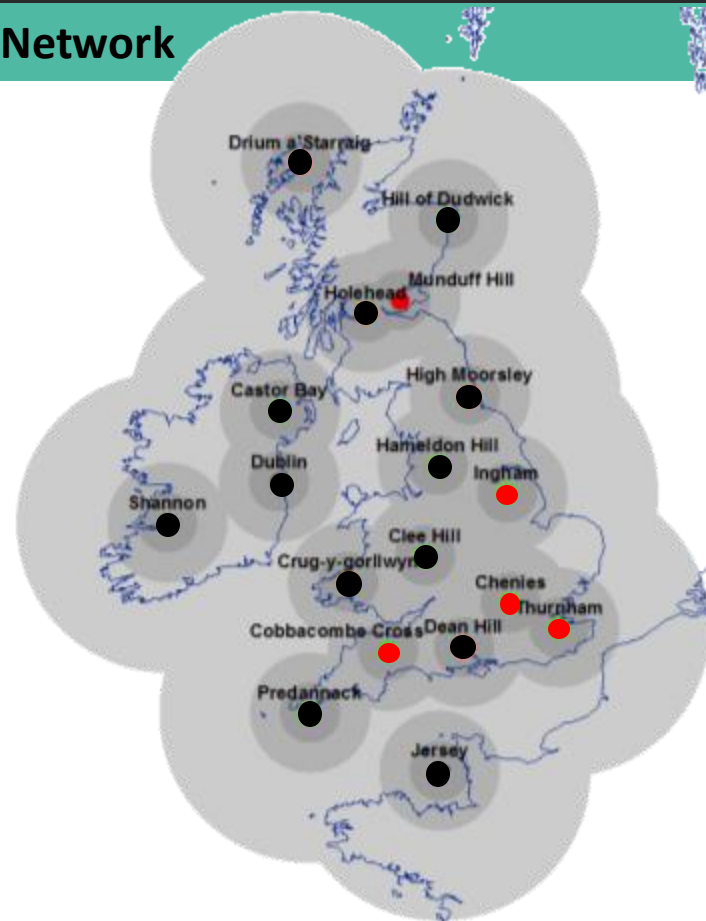 Network
Drium a'Starraig
Hill of Dudwick
Munduff Hill
Holehead
High Moorsley
Castor Bay
Hameldon Hill
Dublin
Ingham
Shannon
Clee Hill
Crug-y-gorllwyn
Chenies
Thurnham
Cobbacombe Cross
Dean Hill
Predannack
Jersey